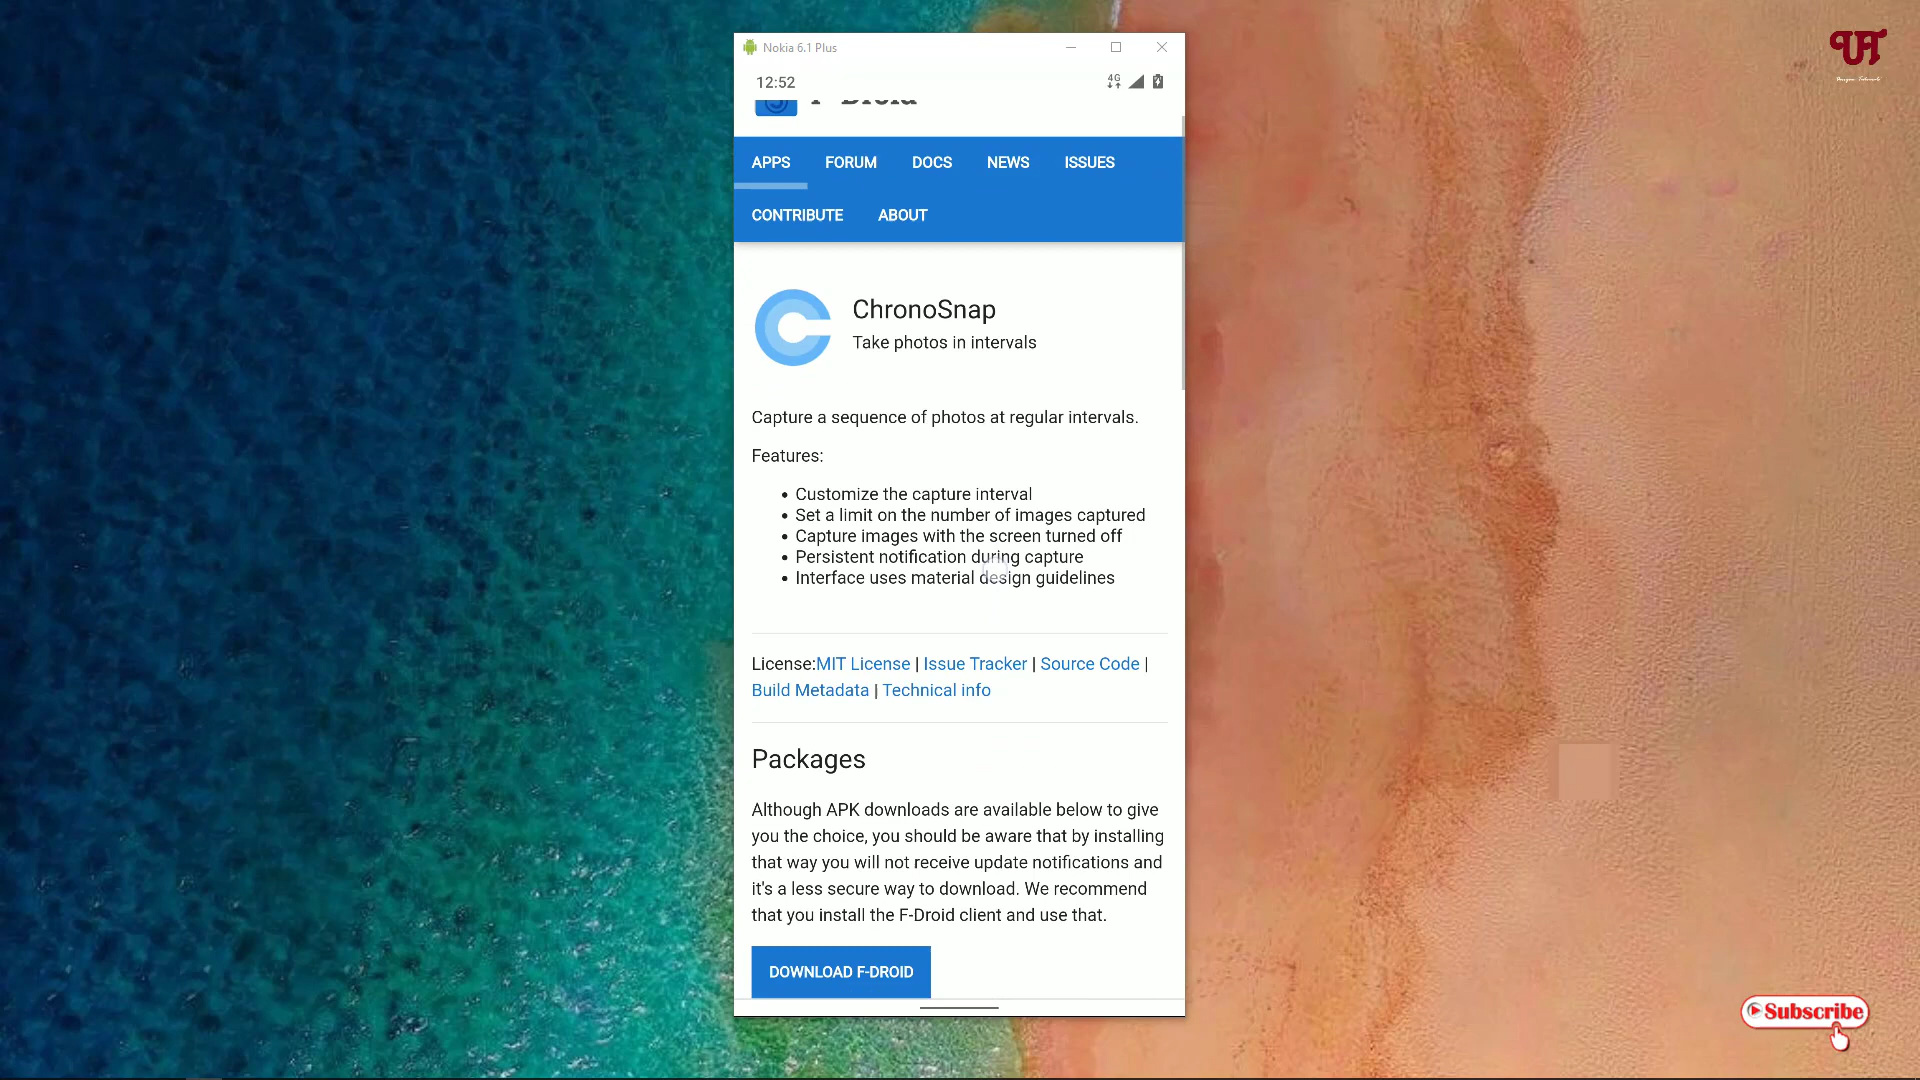 Nokia 6.1 Plus
12:52
4G
F-Droid
APPS
FORUM
DOCS
NEWS
ISSUES
CONTRIBUTE
ABOUT
ChronoSnap
Take photos in intervals
Capture a sequence of photos at regular intervals.
Features:
• Customize the capture interval
• Set a limit on the number of images captured
• Capture images with the screen turned off
• Persistent notification during capture
• Interface uses material design guidelines
License:MIT License | Issue Tracker | Source Code |
Build Metadata | Technical info
Packages
Although APK downloads are available below to give
you the choice, you should be aware that by installing
that way you will not receive update notifications and
it's a less secure way to download. We recommend
that you install the F-Droid client and use that.
DOWNLOAD F-DROID
Subscribe